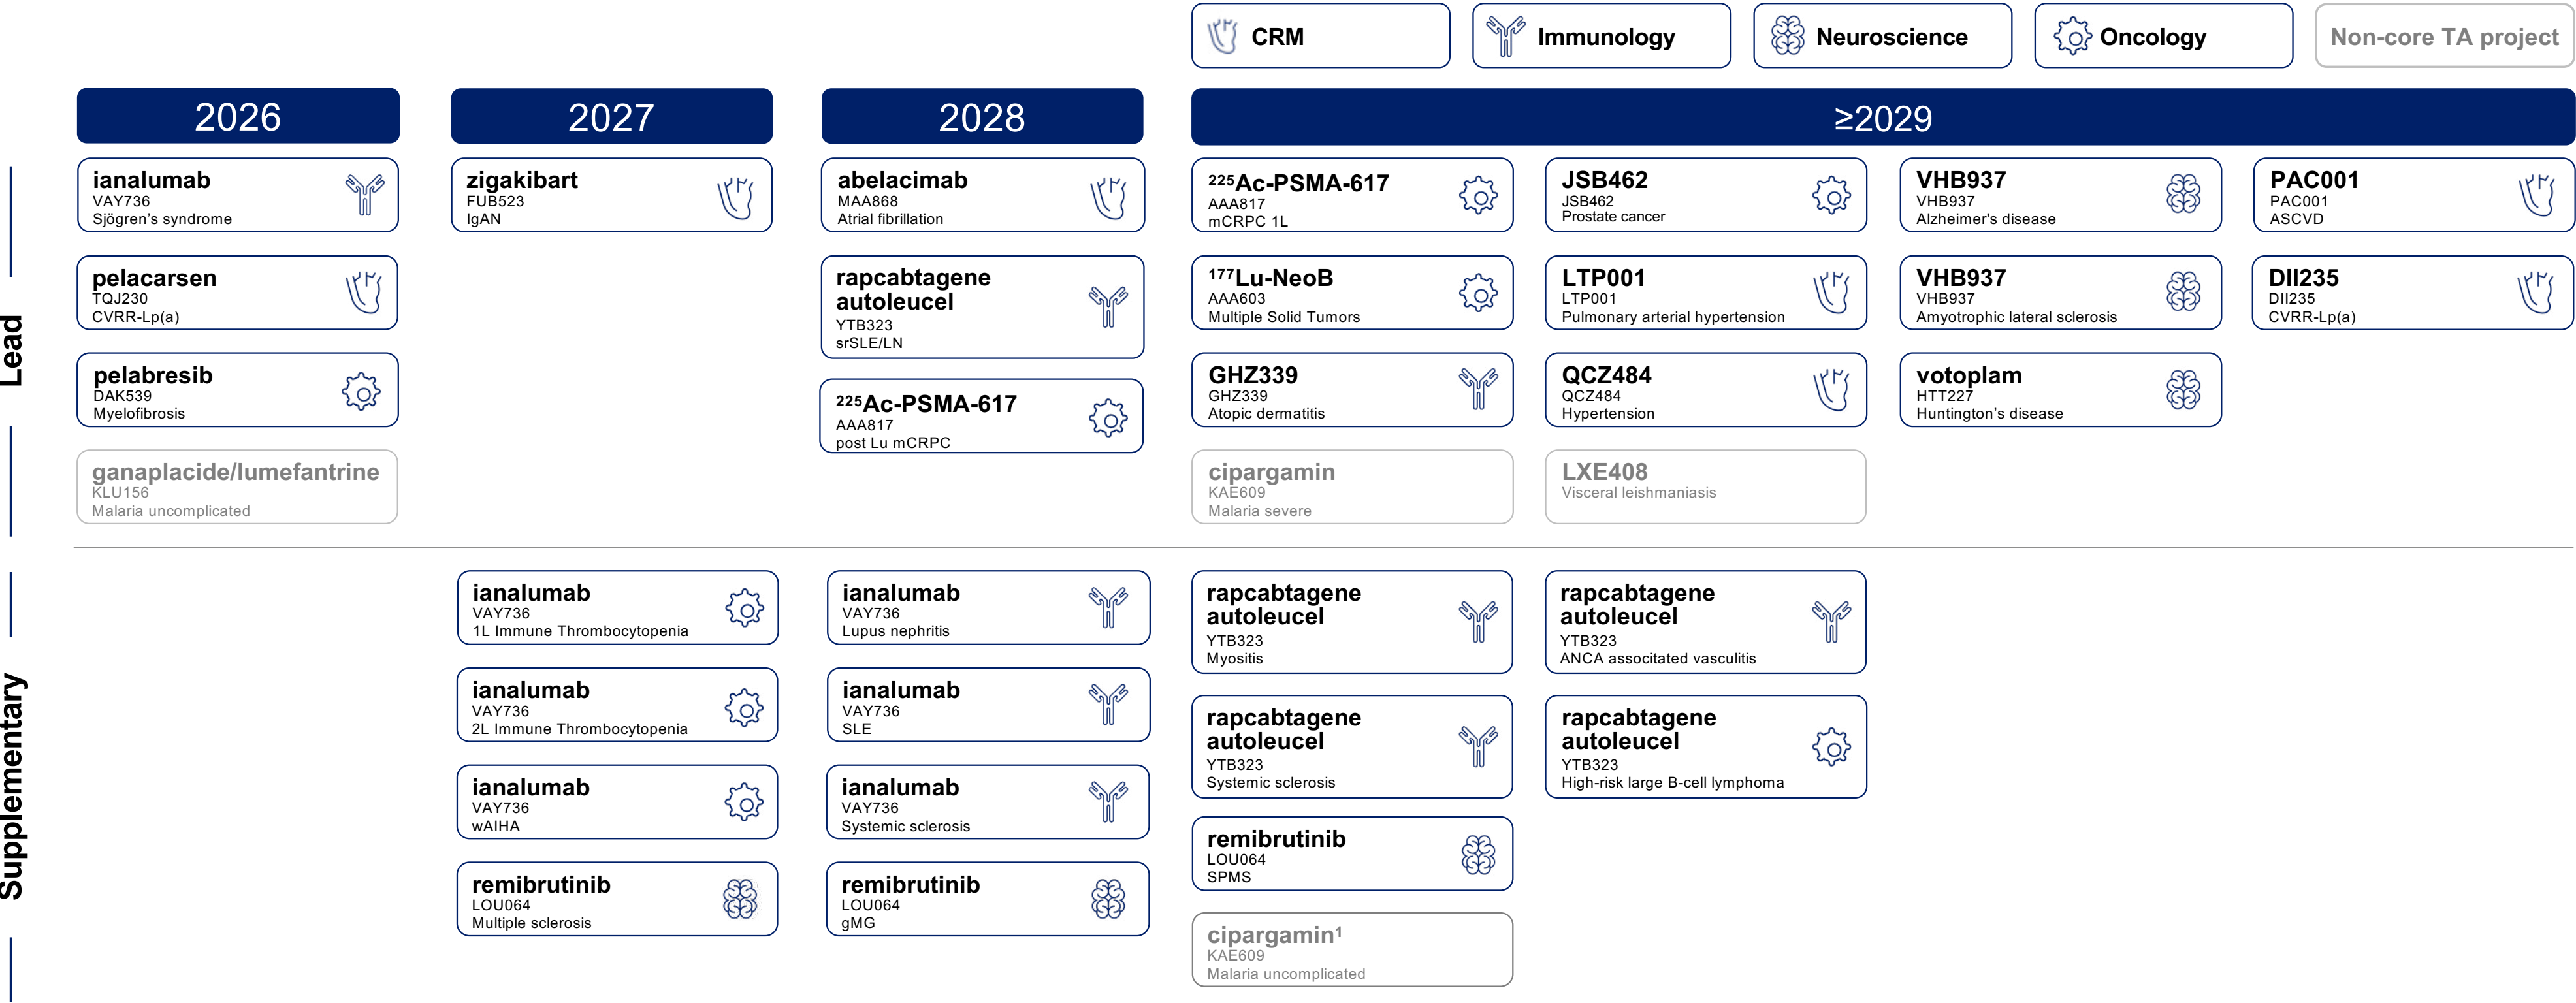 CRM
Immunology
Neuroscience
Oncology
Non-core TA project
2026
2027
2028
≥2029
Lead
ianalumab
VAY736
Sjögren’s syndrome
pelacarsen
TQJ230
CVRR-Lp(a)
pelabresib
DAK539
Myelofibrosis
ganaplacide/lumefantrine
KLU156
Malaria uncomplicated
zigakibart
FUB523
IgAN
abelacimab
MAA868
Atrial fibrillation
rapcabtagene
autoleucel
YTB323
srSLE/LN
²²⁵Ac-PSMA-617
AAA817
post Lu mCRPC
²²⁵Ac-PSMA-617
AAA817
mCRPC 1L
¹⁷⁷Lu-NeoB
AAA603
Multiple Solid Tumors
GHZ339
GHZ339
Atopic dermatitis
cipargamin
KAE609
Malaria severe
JSB462
JSB462
Prostate cancer
LTP001
LTP001
Pulmonary arterial hypertension
QCZ484
QCZ484
Hypertension
LXE408
Visceral leishmaniasis
VHB937
VHB937
Alzheimer's disease
VHB937
VHB937
Amyotrophic lateral sclerosis
votoplam
HTT227
Huntington’s disease
PAC001
PAC001
ASCVD
DII235
DII235
CVRR-Lp(a)
Supplementary
ianalumab
VAY736
1L Immune Thrombocytopenia
ianalumab
VAY736
2L Immune Thrombocytopenia
ianalumab
VAY736
wAIHA
remibrutinib
LOU064
Multiple sclerosis
ianalumab
VAY736
Lupus nephritis
ianalumab
VAY736
SLE
ianalumab
VAY736
Systemic sclerosis
remibrutinib
LOU064
gMG
rapcabtagene
autoleucel
YTB323
Myositis
rapcabtagene
autoleucel
YTB323
Systemic sclerosis
remibrutinib
LOU064
SPMS
cipargamin¹
KAE609
Malaria uncomplicated
rapcabtagene
autoleucel
YTB323
ANCA associtated vasculitis
rapcabtagene
autoleucel
YTB323
High-risk large B-cell lymphoma